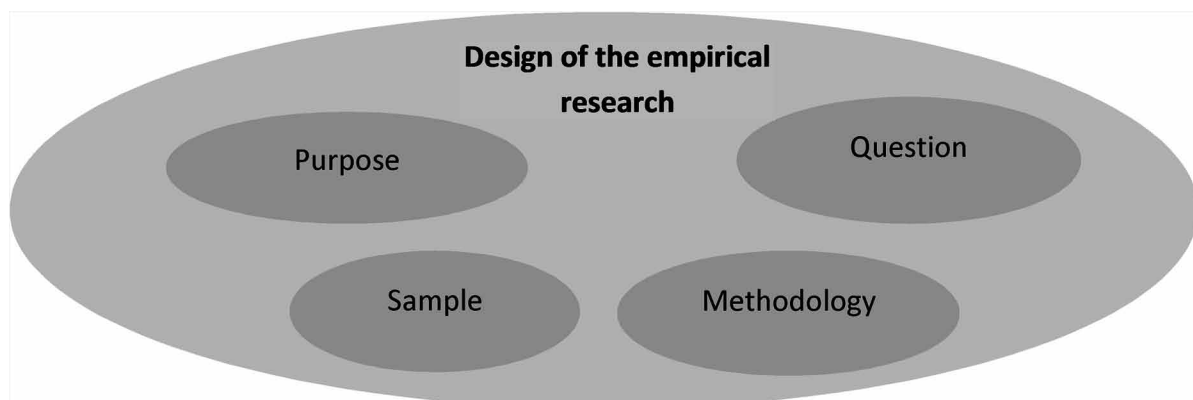 Design of the empirical
research
Purpose
Question
Sample
Methodology